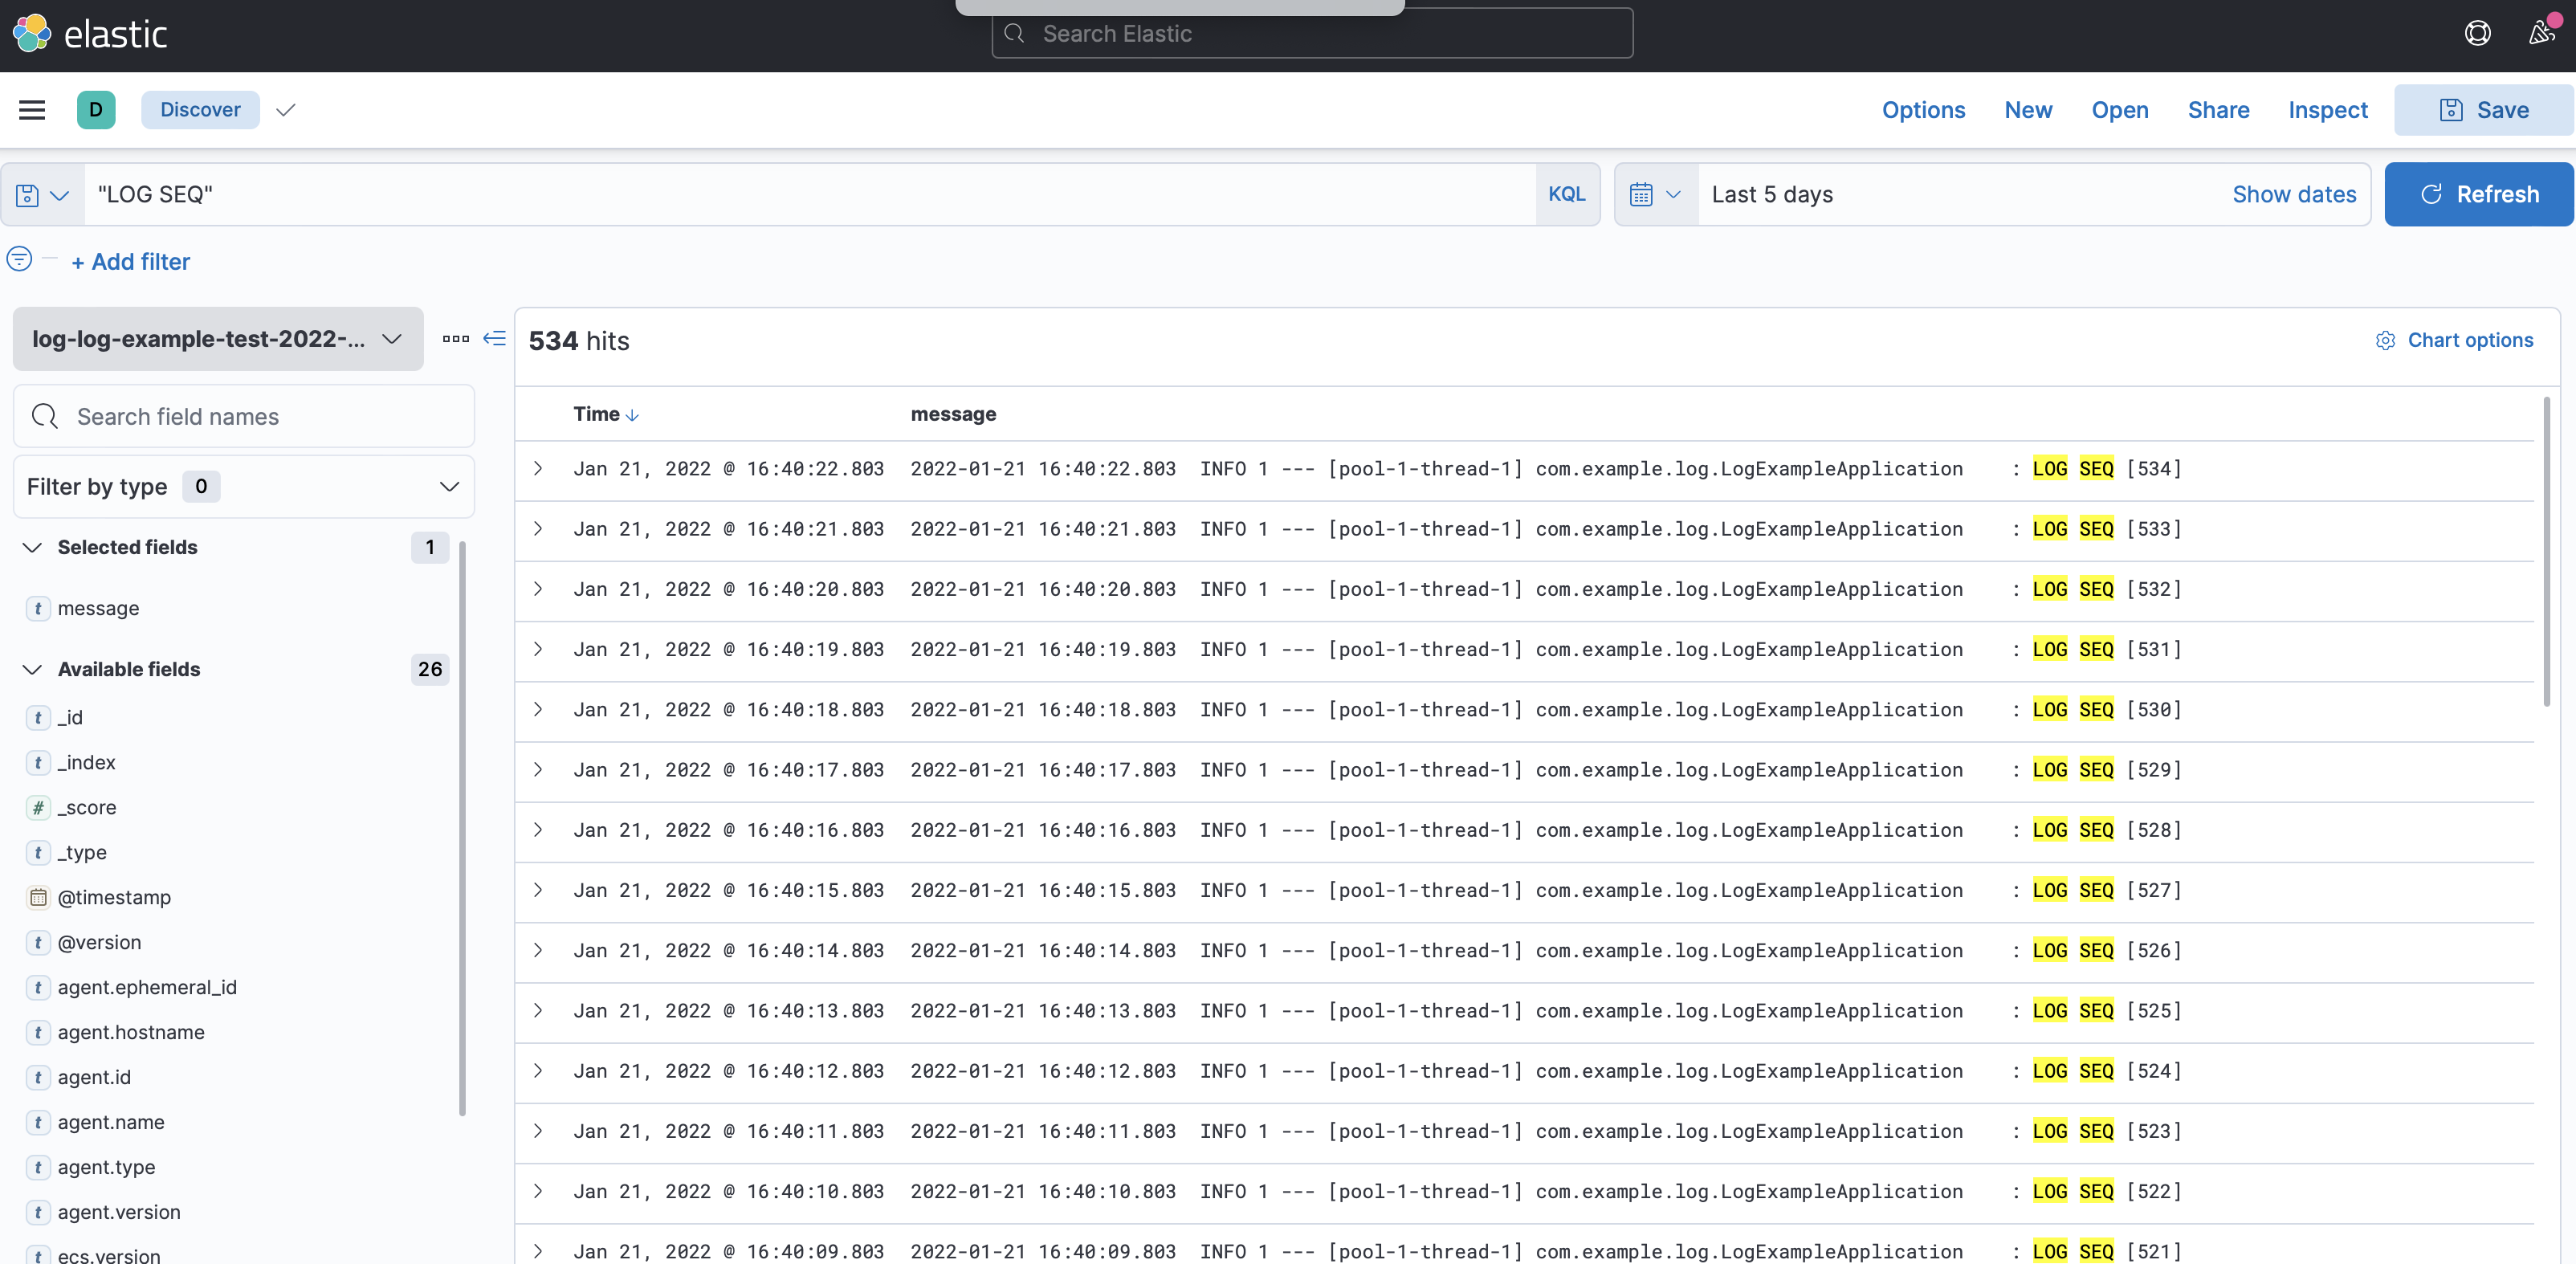 elastic
Search Elastic
D Discover Options New Open Share Inspect Save
"LOG SEQ" KQL Last 5 days Show dates Refresh
+ Add filter
log-log-example-test-2022-...
534 hits Chart options
Search field names
Filter by type 0
Selected fields 1
t message
Available fields 26
t _id
t _index
# _score
t _type
@timestamp
t @version
t agent.ephemeral_id
t agent.hostname
t agent.id
t agent.name
t agent.type
t agent.version
t ecs.version
Time message
Jan 21, 2022 @ 16:40:22.803 2022-01-21 16:40:22.803 INFO 1 --- [pool-1-thread-1] com.example.log.LogExampleApplication : LOG SEQ [534]
Jan 21, 2022 @ 16:40:21.803 2022-01-21 16:40:21.803 INFO 1 --- [pool-1-thread-1] com.example.log.LogExampleApplication : LOG SEQ [533]
Jan 21, 2022 @ 16:40:20.803 2022-01-21 16:40:20.803 INFO 1 --- [pool-1-thread-1] com.example.log.LogExampleApplication : LOG SEQ [532]
Jan 21, 2022 @ 16:40:19.803 2022-01-21 16:40:19.803 INFO 1 --- [pool-1-thread-1] com.example.log.LogExampleApplication : LOG SEQ [531]
Jan 21, 2022 @ 16:40:18.803 2022-01-21 16:40:18.803 INFO 1 --- [pool-1-thread-1] com.example.log.LogExampleApplication : LOG SEQ [530]
Jan 21, 2022 @ 16:40:17.803 2022-01-21 16:40:17.803 INFO 1 --- [pool-1-thread-1] com.example.log.LogExampleApplication : LOG SEQ [529]
Jan 21, 2022 @ 16:40:16.803 2022-01-21 16:40:16.803 INFO 1 --- [pool-1-thread-1] com.example.log.LogExampleApplication : LOG SEQ [528]
Jan 21, 2022 @ 16:40:15.803 2022-01-21 16:40:15.803 INFO 1 --- [pool-1-thread-1] com.example.log.LogExampleApplication : LOG SEQ [527]
Jan 21, 2022 @ 16:40:14.803 2022-01-21 16:40:14.803 INFO 1 --- [pool-1-thread-1] com.example.log.LogExampleApplication : LOG SEQ [526]
Jan 21, 2022 @ 16:40:13.803 2022-01-21 16:40:13.803 INFO 1 --- [pool-1-thread-1] com.example.log.LogExampleApplication : LOG SEQ [525]
Jan 21, 2022 @ 16:40:12.803 2022-01-21 16:40:12.803 INFO 1 --- [pool-1-thread-1] com.example.log.LogExampleApplication : LOG SEQ [524]
Jan 21, 2022 @ 16:40:11.803 2022-01-21 16:40:11.803 INFO 1 --- [pool-1-thread-1] com.example.log.LogExampleApplication : LOG SEQ [523]
Jan 21, 2022 @ 16:40:10.803 2022-01-21 16:40:10.803 INFO 1 --- [pool-1-thread-1] com.example.log.LogExampleApplication : LOG SEQ [522]
Jan 21, 2022 @ 16:40:09.803 2022-01-21 16:40:09.803 INFO 1 --- [pool-1-thread-1] com.example.log.LogExampleApplication : LOG SEQ [521]